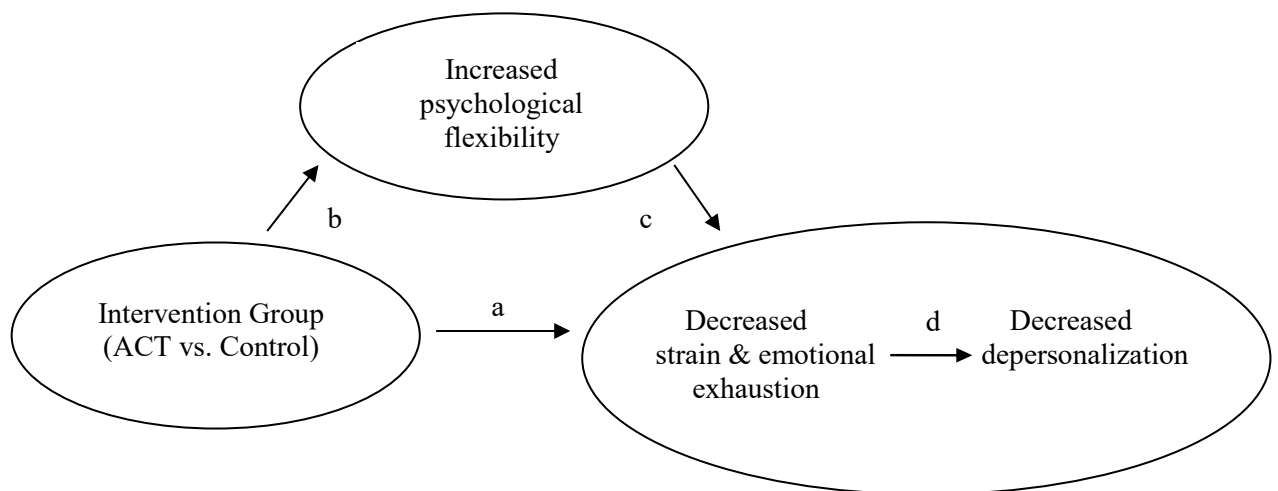 Increased
psychological
flexibility
b
c
Intervention Group
(ACT vs. Control)
a
Decreased
strain & emotional
exhaustion
d
Decreased
depersonalization